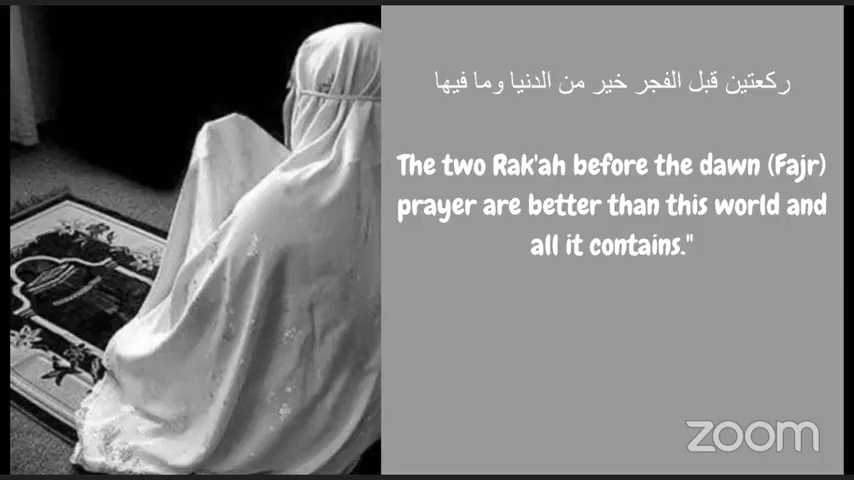 ركعتين قبل الفجر خير من الدنيا وما فيها
The two Rak'ah before the dawn (Fajr)
prayer are better than this world and
all it contains."
zoom